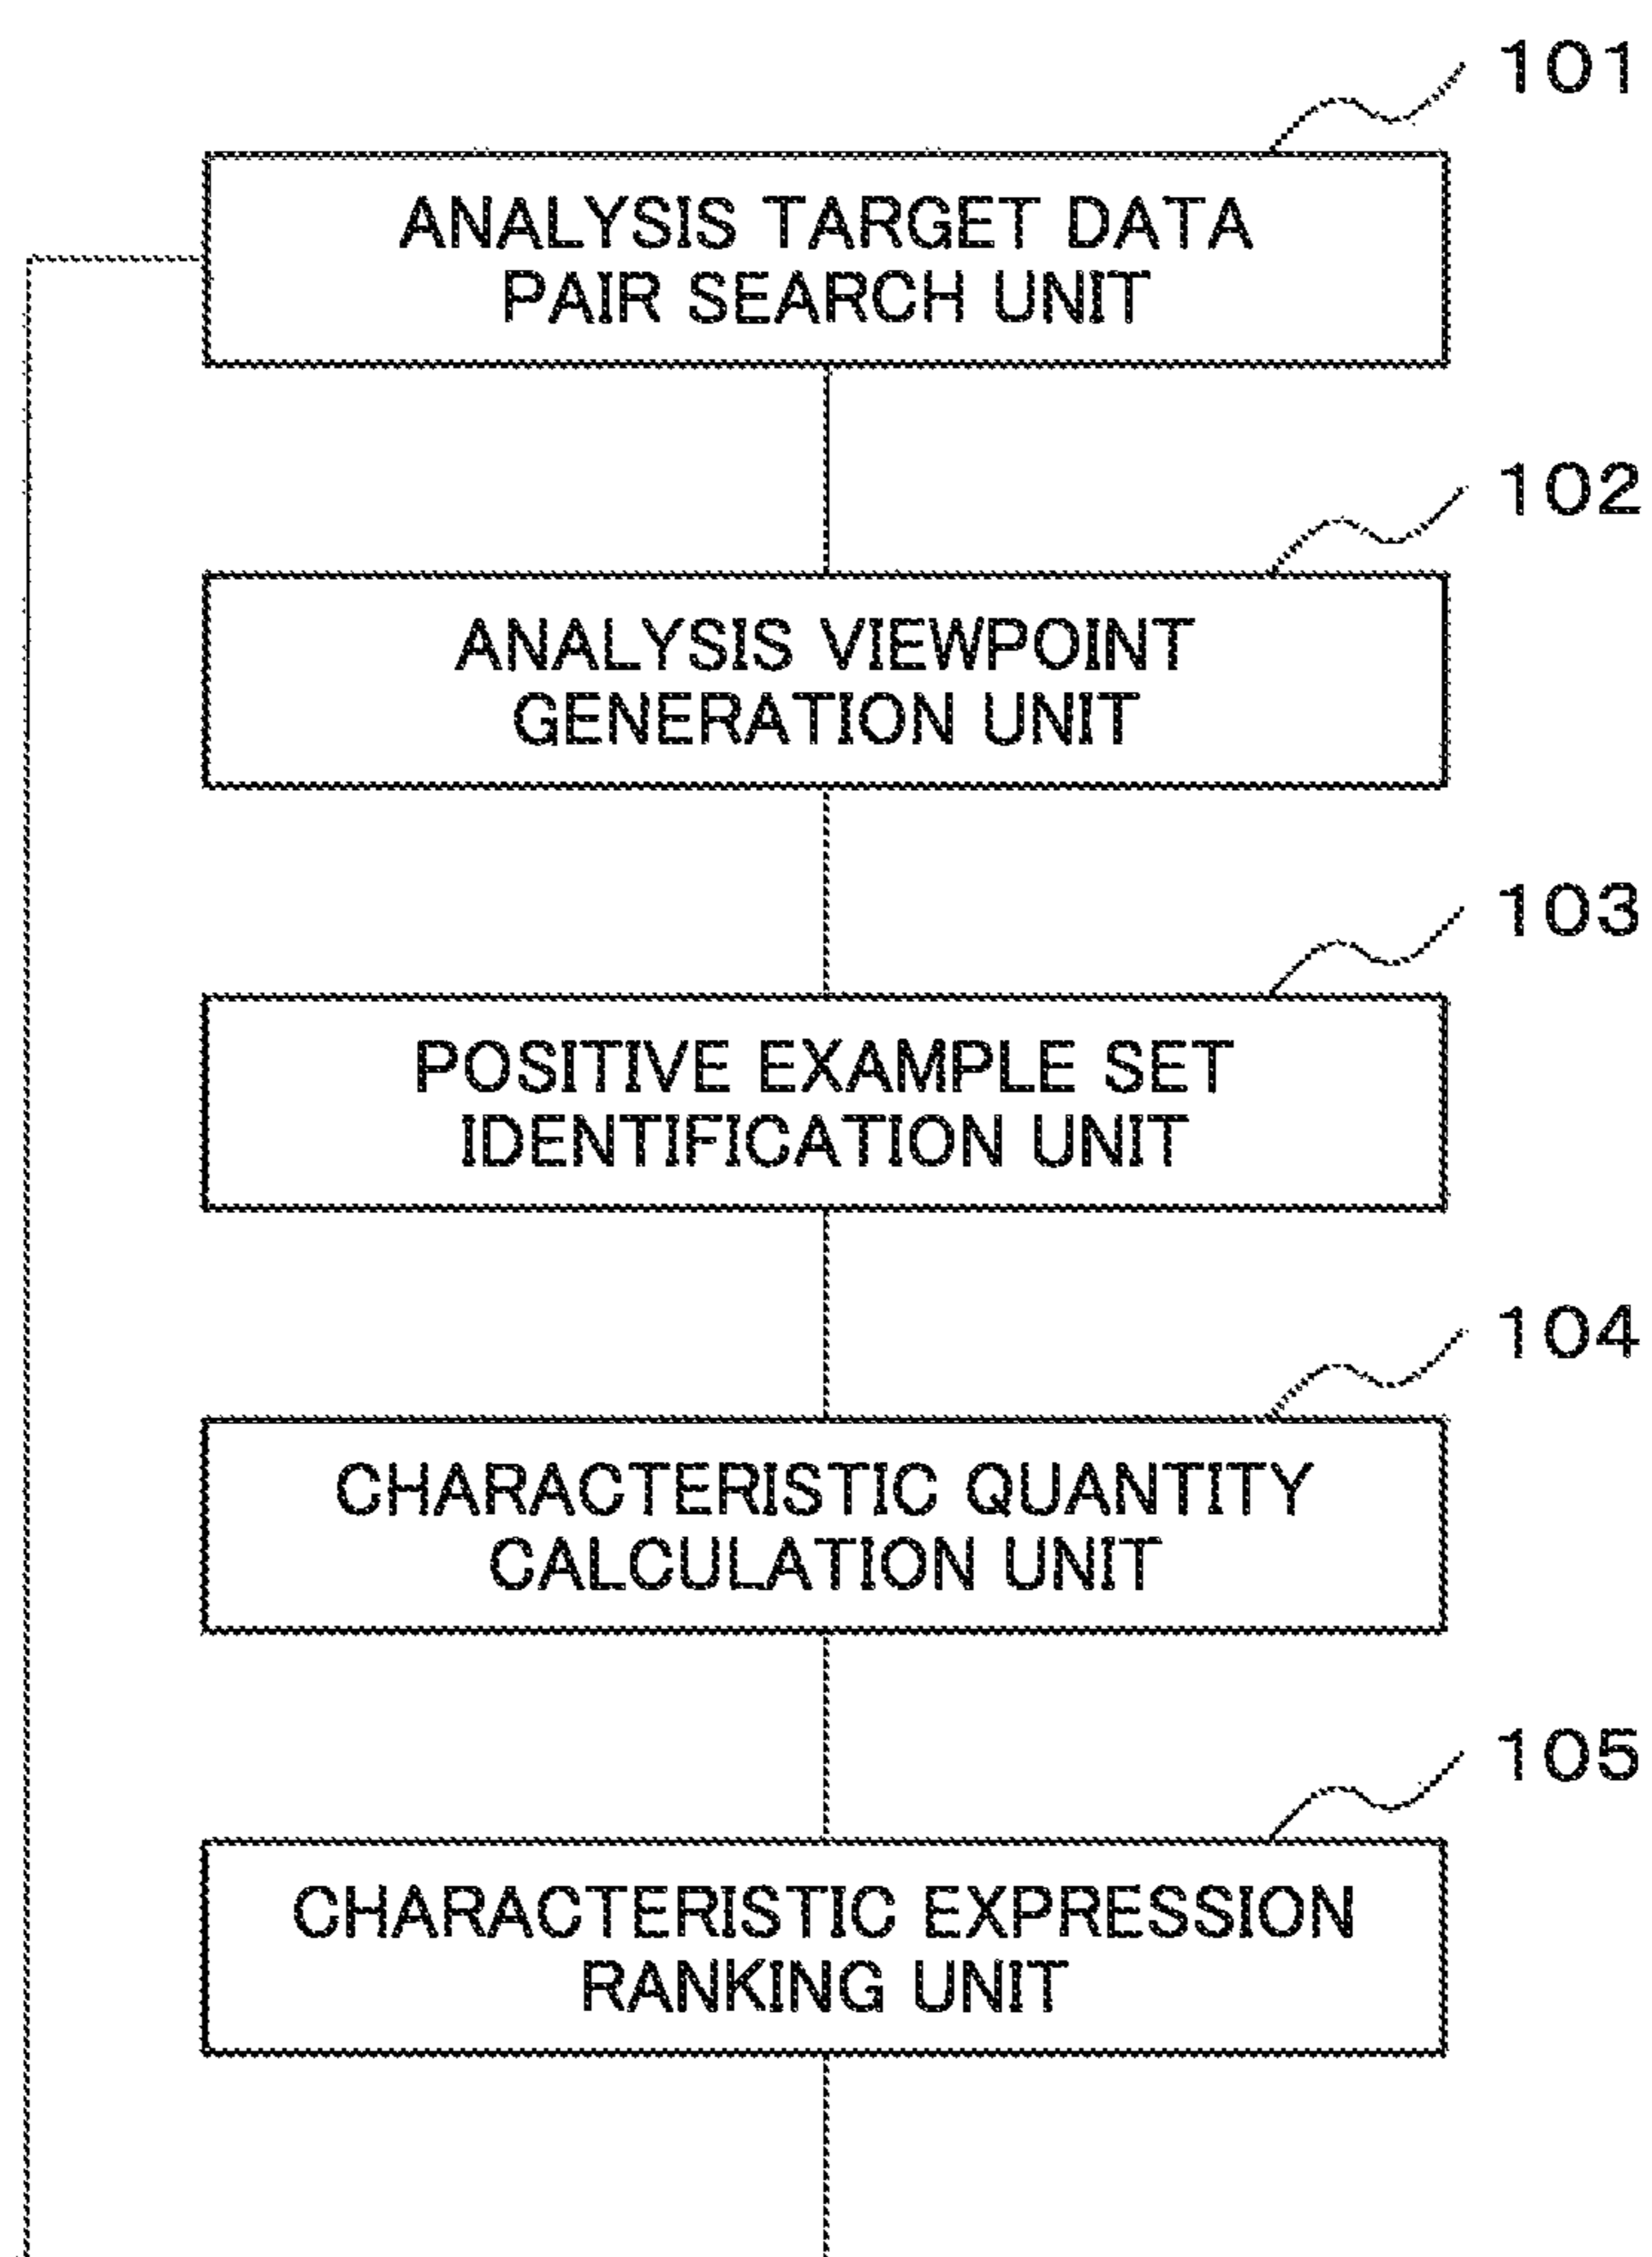 101
ANALYSIS TARGET DATA
PAIR SEARCH UNIT
102
ANALYSIS VIEWPOINT
GENERATION UNIT
103
POSITIVE EXAMPLE SET
IDENTIFICATION UNIT
104
CHARACTERISTIC QUANTITY
CALCULATION UNIT
105
CHARACTERISTIC EXPRESSION
RANKING UNIT